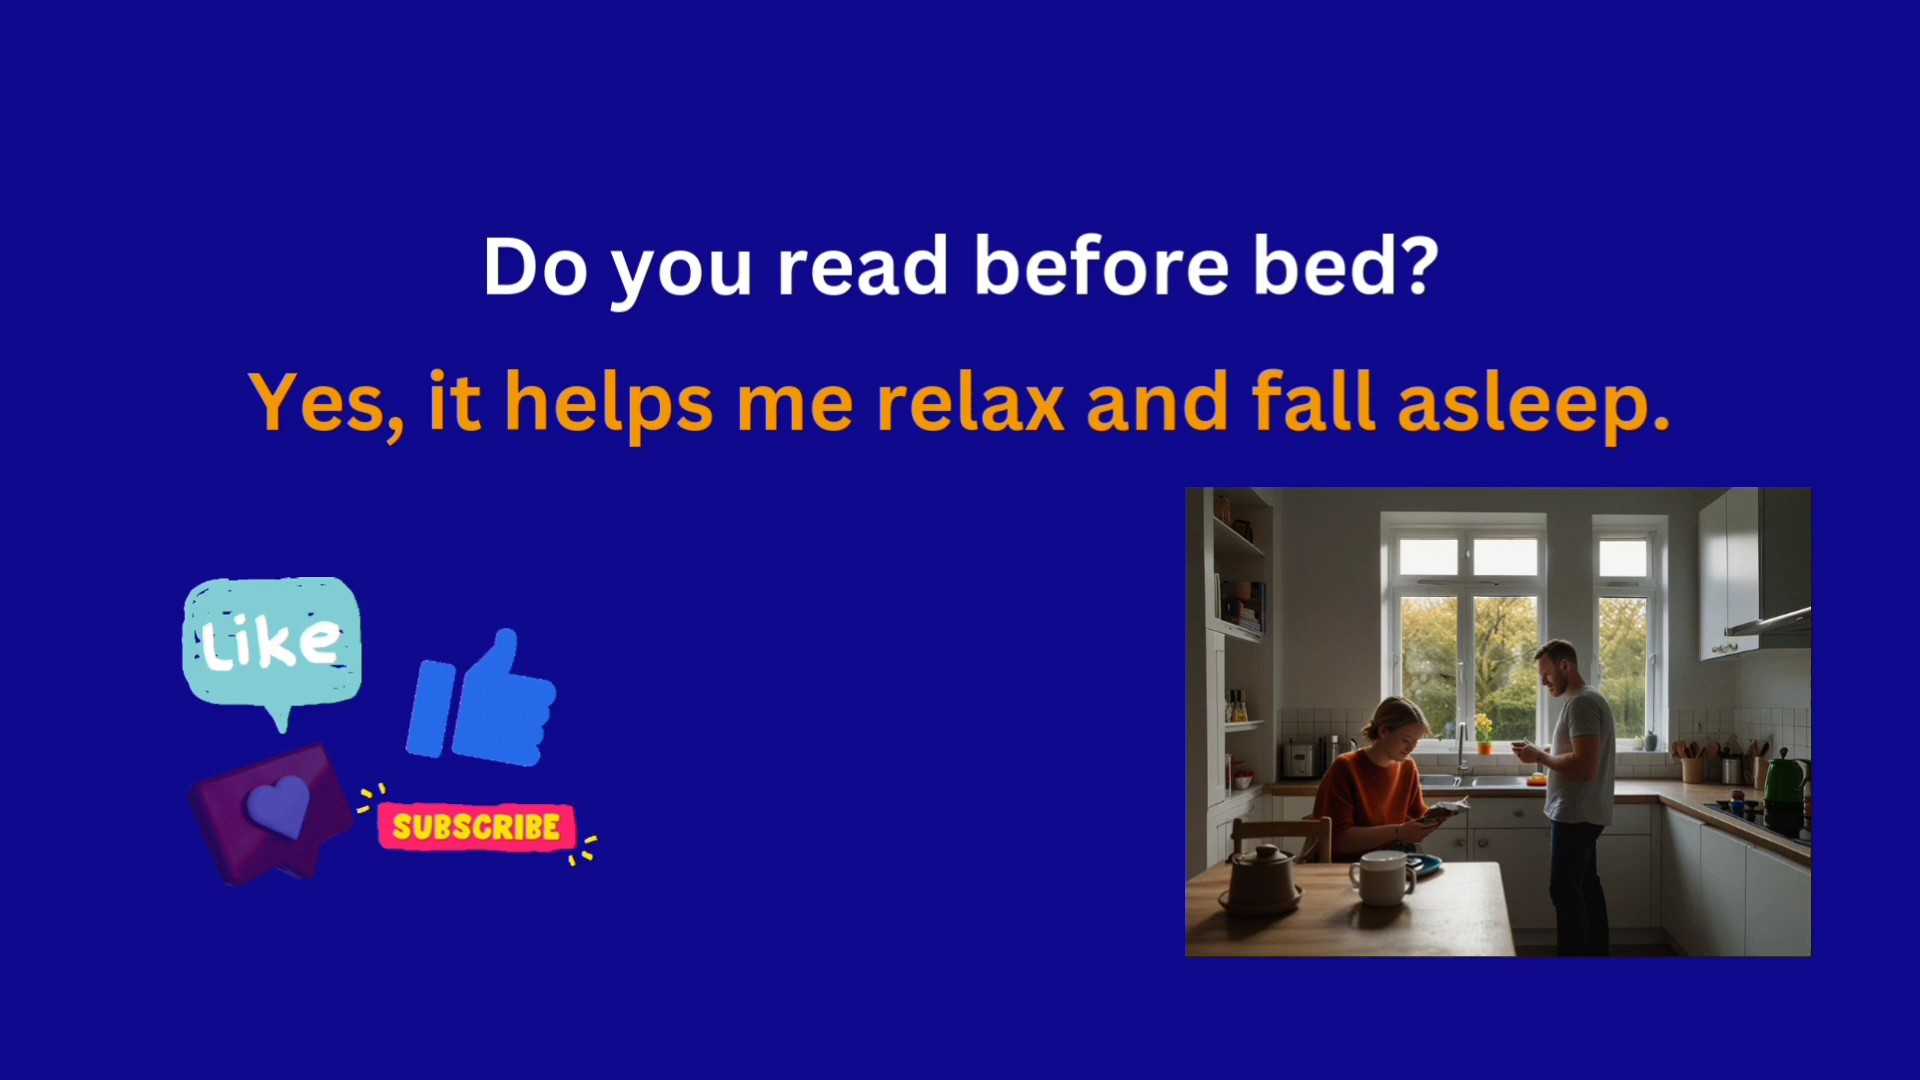 Do you read before bed?
Yes, it helps me relax and fall asleep.
Like
SUBSCRIBE